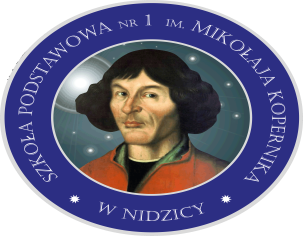 SZKOŁA PODSTAWOWA NR 1 IM. MIKOŁAJA KOPERNIKA
W NIDZICY